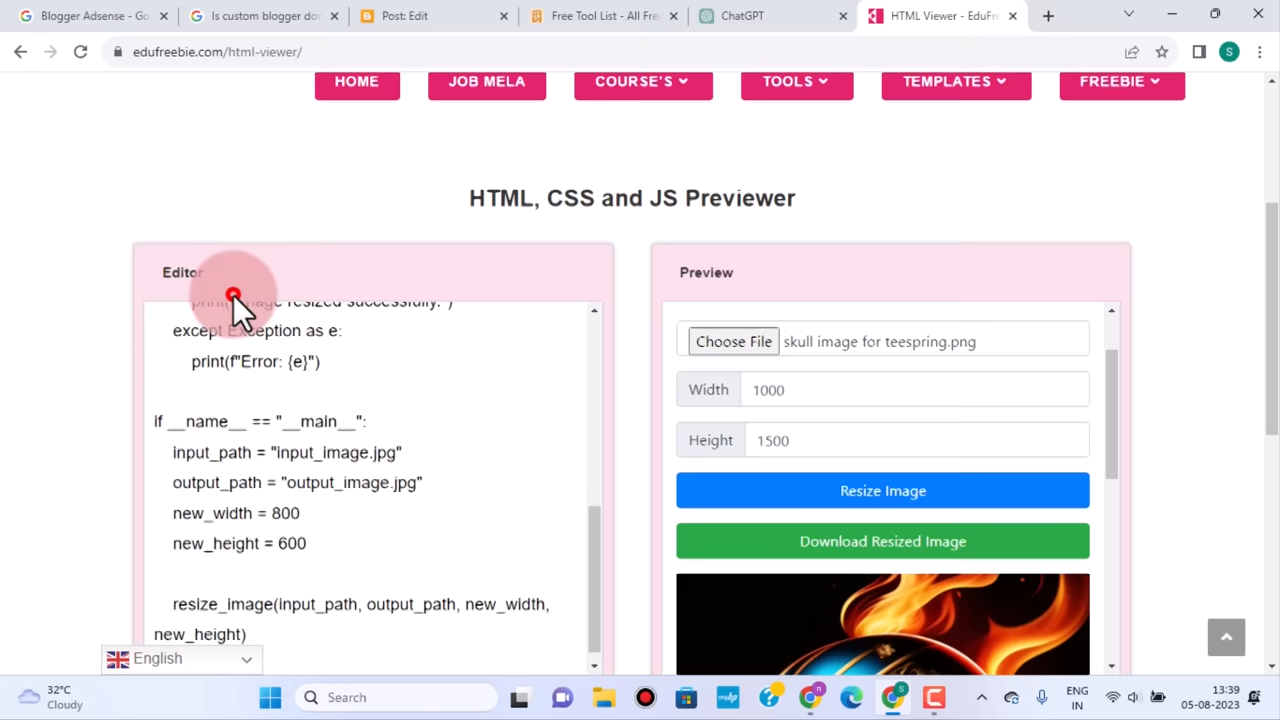 Blogger Adsense - Go
Is custom blogger do
Post: Edit
Free Tool List - All Fre
ChatGPT
HTML Viewer - EduFre
edufreebie.com/html-viewer/
S
HOME
JOB MELA
COURSE'S
TOOLS
TEMPLATES
FREEBIE
HTML, CSS and JS Previewer
Editor
Preview
resized successfully.")
except Exception as e:
print(f"Error: {e}")
if __name__ == "__main__":
input_path = "input_image.jpg"
output_path = "output_image.jpg"
new_width = 800
new_height = 600
resize_image(input_path, output_path, new_width,
new_height)
Choose File skull image for teespring.png
Width 1000
Height 1500
Resize Image
Download Resized Image
English
32°C
Cloudy
Search
ENG
IN
13:39
05-08-2023